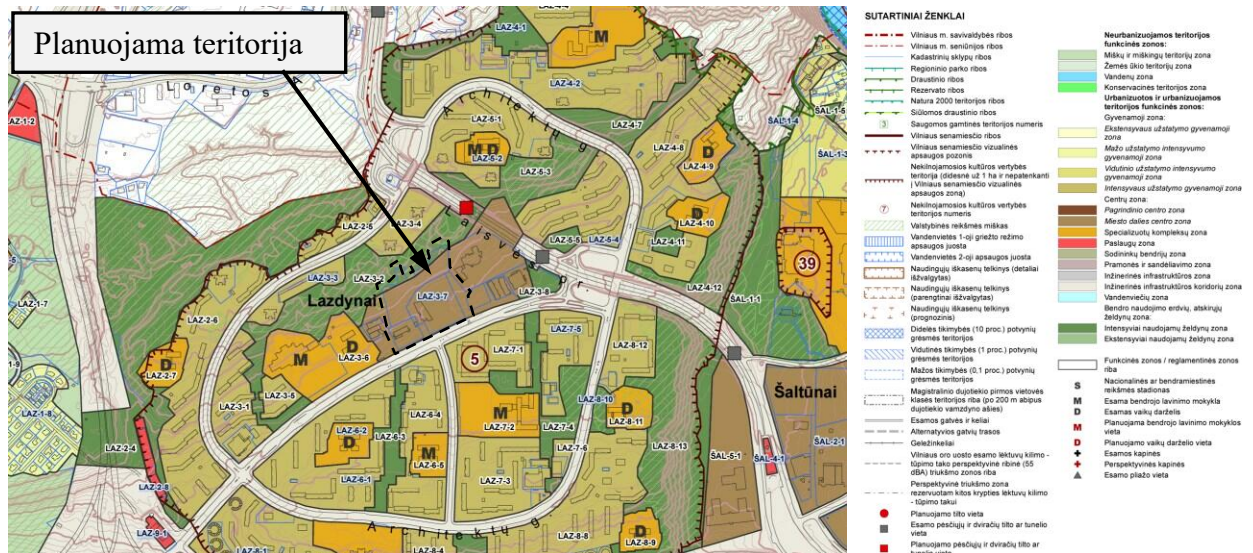 Planuojama teritorija
Loretos
Architektų
Laisvės pr.
Architektų g.
Lazdynai
Šaltūnai
AZ-1-2
LAZ-4-1
M
LAZ-4-2
LAZ-4-7
LAZ-5-1
M D
LAZ-5-2
LAZ-5-3
LAZ-4-8
D
LAZ-4-9
ŠAL-1-4
ŠAL-1-5
ŠAL-1-3
LAZ-2-5
LAZ-3-4
D
LAZ-4-10
LAZ-5-5
LAZ-5-4
LAZ-4-11
39
LAZ-3-3
LAZ-3-2
LAZ-3-7
LAZ-3-8
LAZ-4-12
ŠAL-1-1
LAZ-1-7
LAZ-2-6
LAZ-7-5
LAZ-8-12
5
LAZ-7-1
M
D
LAZ-3-6
D
LAZ-2-7
LAZ-3-5
LAZ-3-1
LAZ-1-8
LAZ-6-4
M
LAZ-7-2
LAZ-7-4
LAZ-8-10
D
LAZ-8-11
LAZ-6-2
D
LAZ-6-3
LAZ-2-4
M
LAZ-6-5
LAZ-7-6
LAZ-8-13
ŠAL-5-1
ŠAL-2-1
ŠAL-4-1
LAZ-6-1
LAZ-7-3
LAZ-2-8
LAZ-9-1
LAZ-8-1
LAZ-8-4
LAZ-8-8
D
LAZ-8-9
SUTARTINIAI ŽENKLAI
Vilniaus m. savivaldybės ribos
Vilniaus m. seniūnijos ribos
Kadastrinių sklypų ribos
Regioninio parko ribos
Draustinio ribos
Rezervato ribos
Natura 2000 teritorijos ribos
Siūlomos draustinio ribos
3 Saugomos gamtinės teritorijos numeris
Vilniaus senamiesčio ribos
Vilniaus senamiesčio vizualinės
apsaugos pozonis
Nekilnojamosios kultūros vertybės
teritorija (didesnė už 1 ha ir nepatenkanti
į Vilniaus senamiesčio vizualinės
apsaugos zoną)
7 Nekilnojamosios kultūros vertybės
teritorijos numeris
Valstybinės reikšmės miškas
Vandenvietės 1-oji griežto režimo
apsaugos juosta
Vandenvietės 2-oji apsaugos juosta
Naudingųjų iškasenų telkinys (detaliai
išžvalgytas)
Naudingųjų iškasenų telkinys
(parengtinai išžvalgytas)
Naudingųjų iškasenų telkinys
(prognozinis)
Didelės tikimybės (10 proc.) potvynių
grėsmės teritorijos
Vidutinės tikimybės (1 proc.) potvynių
grėsmės teritorijos
Mažos tikimybės (0,1 proc.) potvynių
grėsmės teritorijos
Magistralinio dujotiekio pirmos vietovės
klasės teritorijos riba (po 200 m abipus
dujotiekio vamzdyno ašies)
Esamos gatvės ir keliai
Alternatyvios gatvių trasos
Geležinkeliai
Vilniaus oro uosto esamo lėktuvų kilimo -
tūpimo tako perspektyvinė ribinė (55
dBA) triukšmo zonos riba
Perspektyvinė triukšmo zona
rezervuotam kitos krypties lėktuvų kilimo
- tūpimo takui
Planuojamo tilto vieta
Esamo pėsčiųjų ir dviračių tilto ar tunelio
vieta
Planuojamo pėsčiųjų ir dviračių tilto ar
tunelio vieta
Neurbanizuojamos teritorijos
funkcinės zonos:
Miškų ir miškingų teritorijų zona
Žemės ūkio teritorijų zona
Vandenų zona
Konservacinės teritorijos zona
Urbanizuotos ir urbanizuojamos
teritorijos funkcinės zonos:
Gyvenamoji zona:
Ekstensyvaus užstatymo gyvenamoji
zona
Mažo užstatymo intensyvumo
gyvenamoji zona
Vidutinio užstatymo intensyvumo
gyvenamoji zona
Intensyvaus užstatymo gyvenamoji zona
Centrų zona:
Pagrindinio centro zona
Miesto dalies centro zona
Specializuotų kompleksų zona
Paslaugų zona
Sodininkų bendrijų zona
Pramonės ir sandėliavimo zona
Inžinerinės infrastruktūros zona
Inžinerinės infrastruktūros koridorių zona
Vandenviečių zona
Bendro naudojimo erdvių, atskirųjų
želdynų zona:
Intensyviai naudojamų želdynų zona
Ekstensyviai naudojamų želdynų zona
Funkcinės zonos / reglamentinės zonos
riba
S Nacionalinės ar bendramiestinės
reikšmės stadionas
M Esama bendrojo lavinimo mokykla
D Esamas vaikų darželis
M Planuojama bendrojo lavinimo mokyklos
vieta
D Planuojamo vaikų darželio vieta
Esamos kapinės
Perspektyvinės kapinės
Esamo pliažo vieta